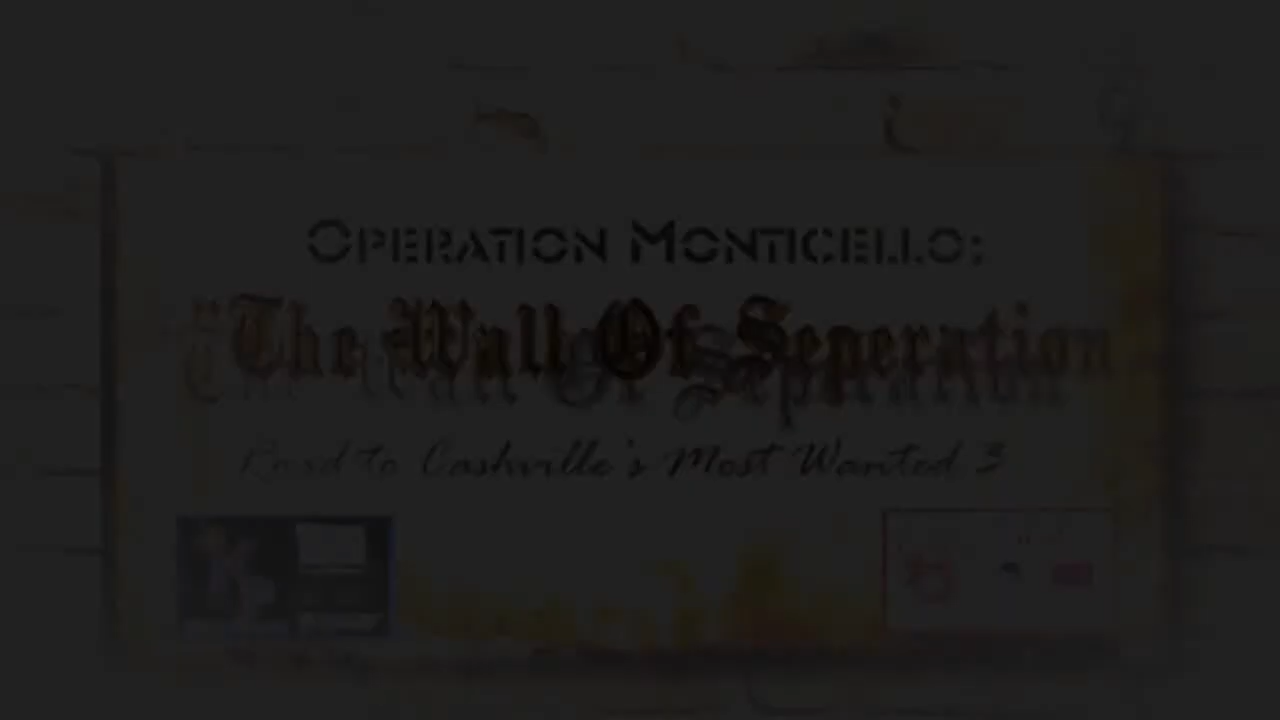 OPERATION MONTICELLO:
"The Wall Of Seperation
Road to Cashville's Most Wanted 3